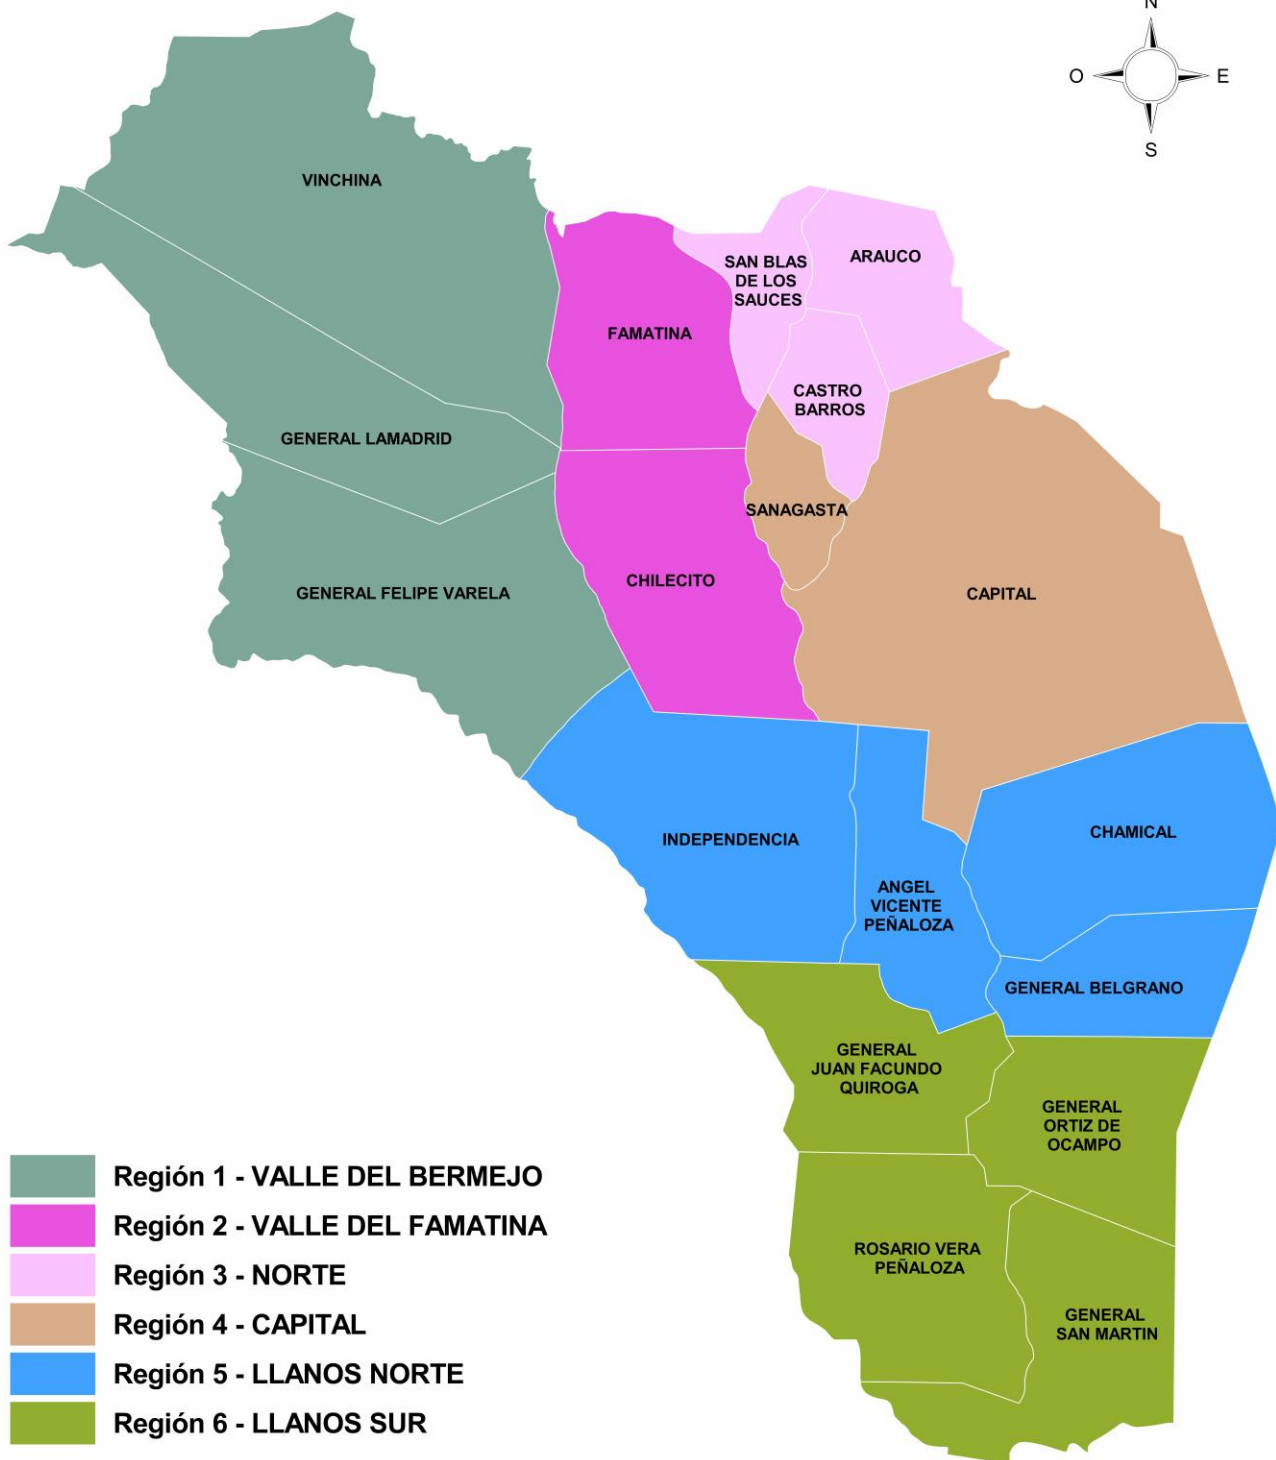 N
O
E
S
VINCHINA
SAN BLAS
DE LOS
SAUCES
ARAUCO
FAMATINA
CASTRO
BARROS
GENERAL LAMADRID
SANAGASTA
CHILECITO
GENERAL FELIPE VARELA
CAPITAL
INDEPENDENCIA
CHAMICAL
ANGEL
VICENTE
PEÑALOZA
GENERAL BELGRANO
GENERAL
JUAN FACUNDO
QUIROGA
GENERAL
ORTIZ DE
OCAMPO
ROSARIO VERA
PEÑALOZA
GENERAL
SAN MARTIN
Región 1 - VALLE DEL BERMEJO
Región 2 - VALLE DEL FAMATINA
Región 3 - NORTE
Región 4 - CAPITAL
Región 5 - LLANOS NORTE
Región 6 - LLANOS SUR